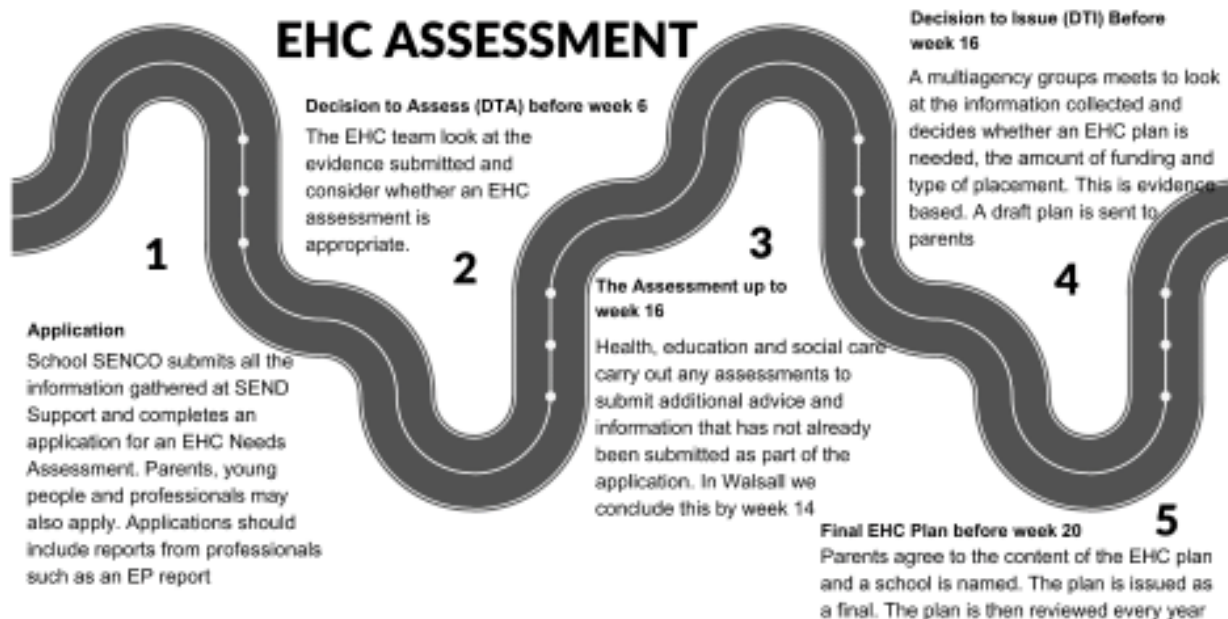 EHC ASSESSMENT
1
Application
School SENCO submits all the
information gathered at SEND
Support and completes an
application for an EHC Needs
Assessment. Parents, young
people and professionals may
also apply. Applications should
include reports from professionals
such as an EP report
Decision to Assess (DTA) before week 6
The EHC team look at the
evidence submitted and
consider whether an EHC
assessment is
appropriate.
2
3
The Assessment up to
week 16
Health, education and social care
carry out any assessments to
submit additional advice and
information that has not already
been submitted as part of the
application. In Walsall we
conclude this by week 14
Decision to Issue (DTI) Before
week 16
A multiagency groups meets to look
at the information collected and
decides whether an EHC plan is
needed, the amount of funding and
type of placement. This is evidence
based. A draft plan is sent to
parents
4
5
Final EHC Plan before week 20
Parents agree to the content of the EHC plan
and a school is named. The plan is issued as
a final. The plan is then reviewed every year